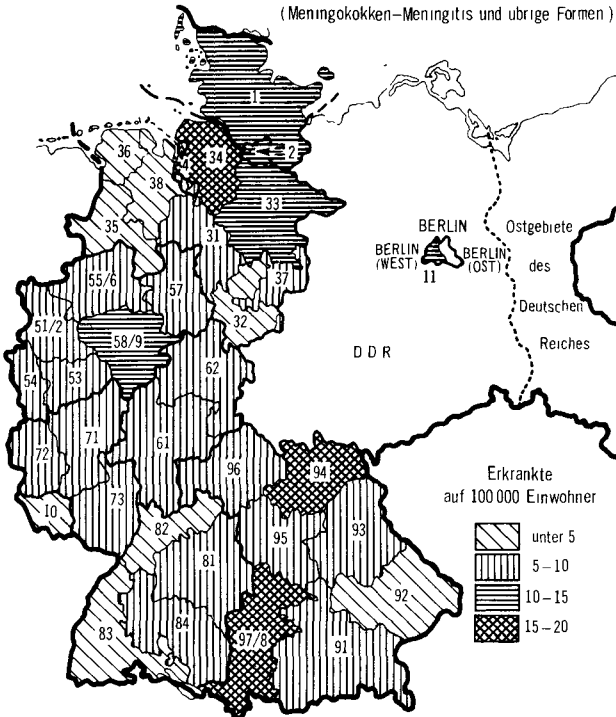 (Meningokokken-Meningitis und ubrige Formen)
1
36
34
4
2
38
33
35
31
BERLIN
Ostgebiete
BERLIN
(WEST)
BERLIN
(OST)
11
des
55/6
57
37
Deutschen
51/2
32
Reiches
58/9
DDR
62
54
53
71
61
72
96
94
Erkrankte
auf 100 000 Einwohner
10
73
82
95
93
unter 5
81
5-10
92
10-15
84
83
97/8
91
15-20